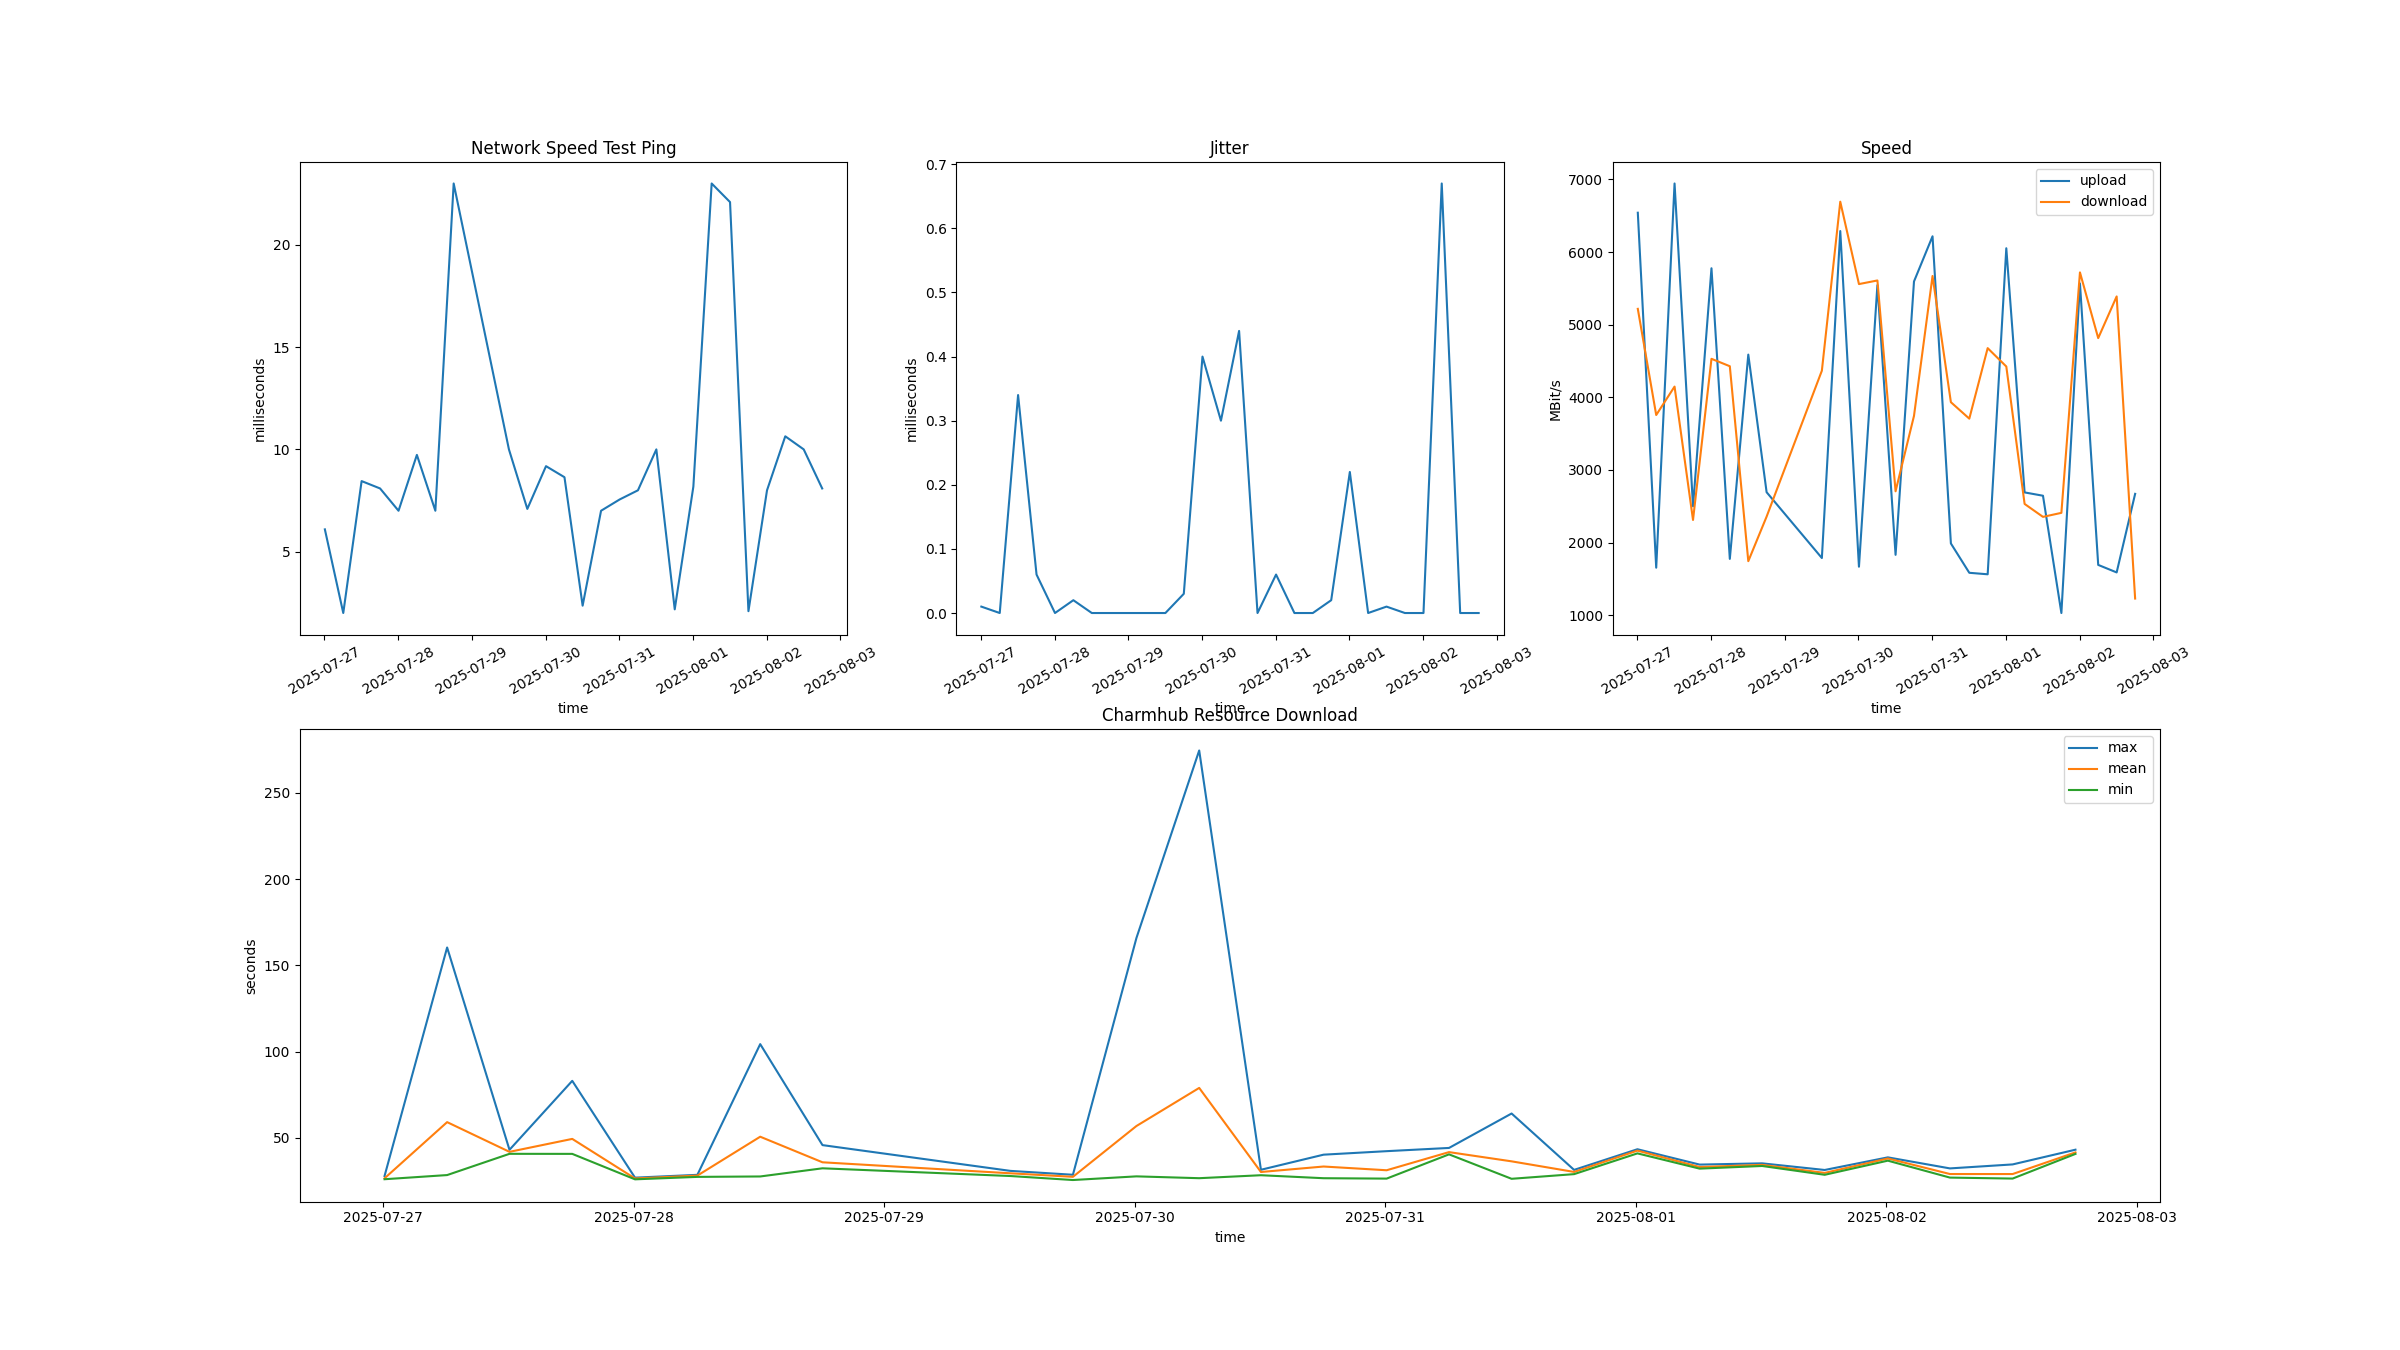 Network Speed Test Ping
milliseconds
20
15
10
5
2025-07-27 2025-07-28 2025-07-29 2025-07-30 2025-07-31 2025-08-01 2025-08-02 2025-08-03
time
Jitter
milliseconds
0.7
0.6
0.5
0.4
0.3
0.2
0.1
0.0
2025-07-27 2025-07-28 2025-07-29 2025-07-30 2025-07-31 2025-08-01 2025-08-02 2025-08-03
time
Speed
MBit/s
7000
6000
5000
4000
3000
2000
1000
upload
download
2025-07-27 2025-07-28 2025-07-29 2025-07-30 2025-07-31 2025-08-01 2025-08-02 2025-08-03
time
Charmhub Resource Download
seconds
250
200
150
100
50
max
mean
min
2025-07-27 2025-07-28 2025-07-29 2025-07-30 2025-07-31 2025-08-01 2025-08-02 2025-08-03
time